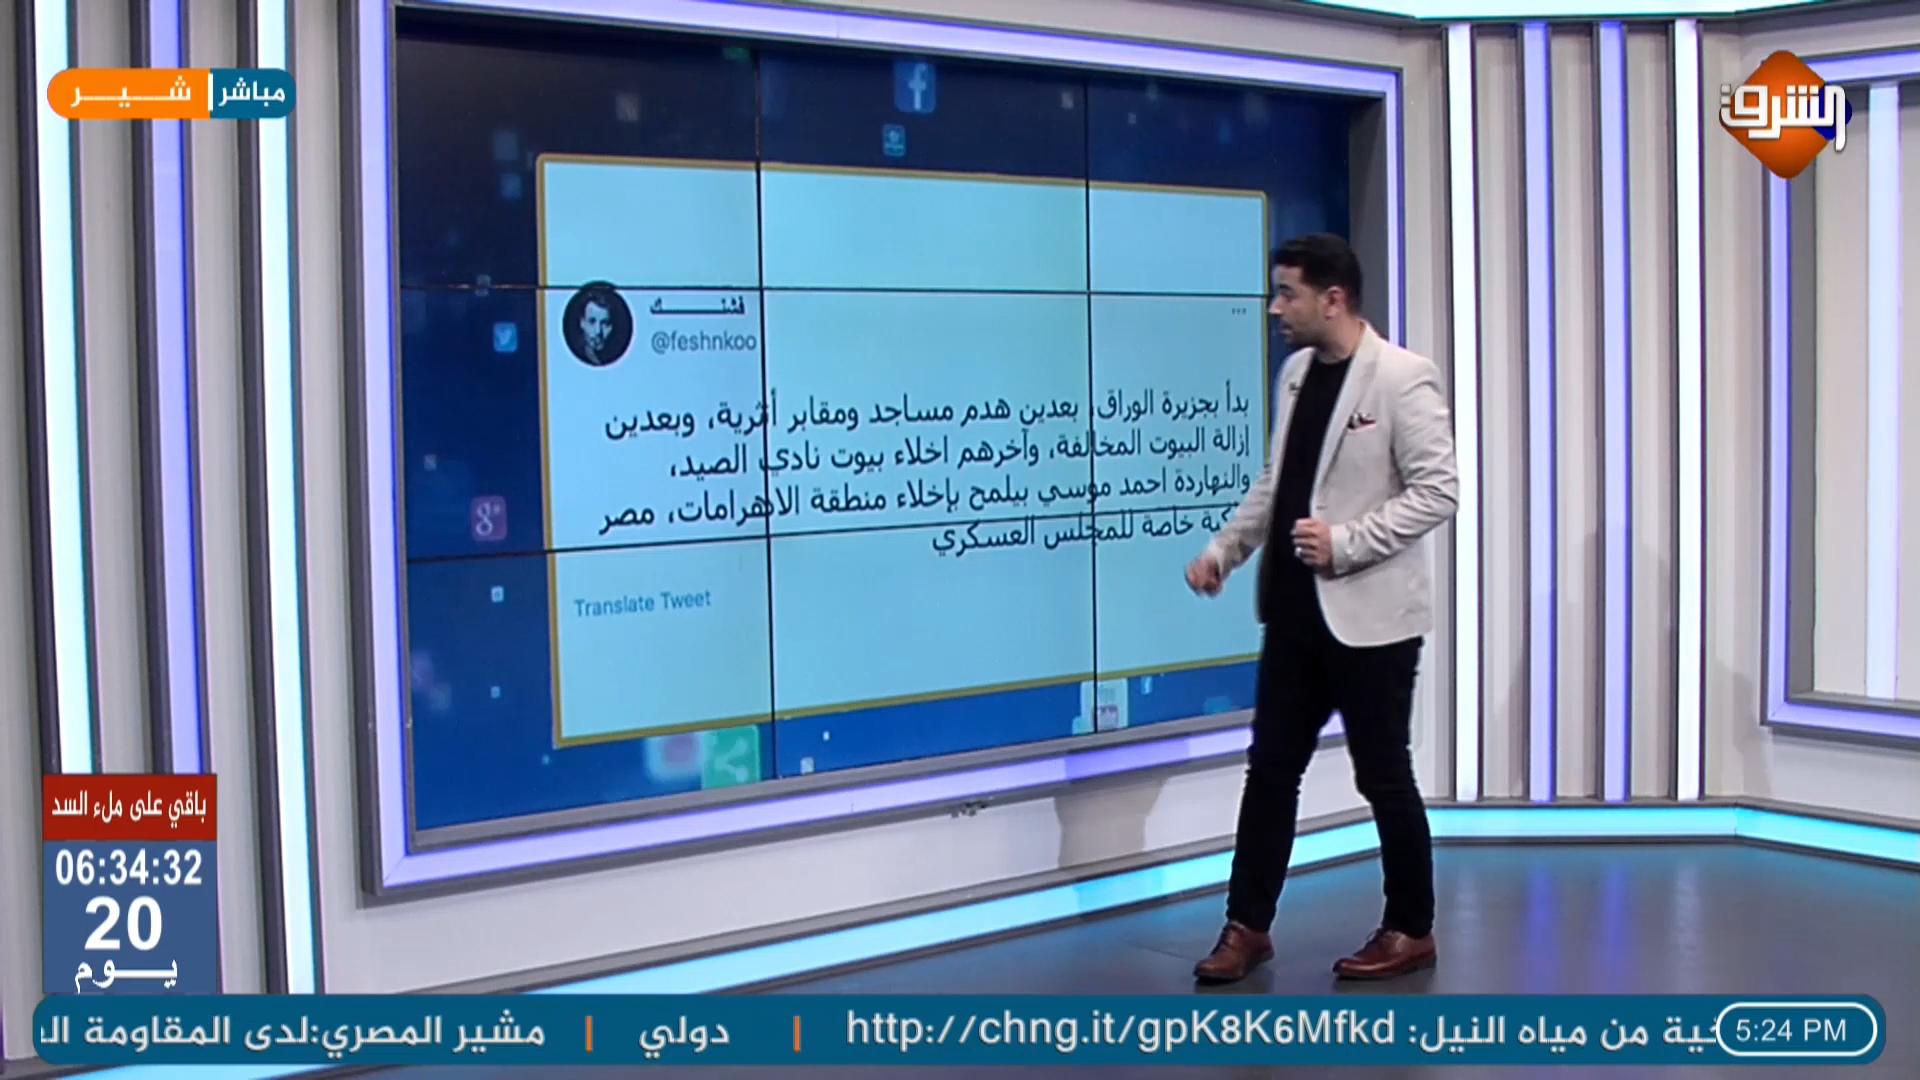 شير
مباشر
الشرق
فشنك
@feshnkoo
بدأ بجزيرة الوراق، بعدين هدم مساجد ومقابر أثرية، وبعدين
إزالة البيوت المخالفة، وآخرهم اخلاء بيوت نادي الصيد،
والنهاردة احمد موسي بيلمح بإخلاء منطقة الاهرامات، مصر
خاصة للمجلس العسكري
Translate Tweet
باقي على ملء السد
06:34:32
20
يوم
من مياه النيل: http://chng.it/gpK8K6Mfkd | دولي | مشير المصري:لدى المقاومة
5:24 PM